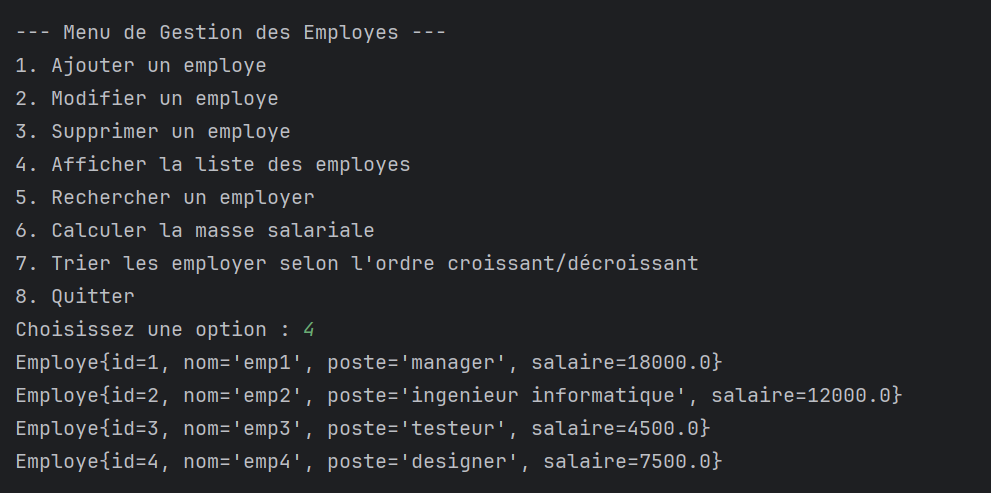 --- Menu de Gestion des Employes ---
1. Ajouter un employe
2. Modifier un employe
3. Supprimer un employe
4. Afficher la liste des employes
5. Rechercher un employer
6. Calculer la masse salariale
7. Trier les employer selon l'ordre croissant/décroissant
8. Quitter
Choisissez une option : 4
Employe{id=1, nom='emp1', poste='manager', salaire=18000.0}
Employe{id=2, nom='emp2', poste='ingenieur informatique', salaire=12000.0}
Employe{id=3, nom='emp3', poste='testeur', salaire=4500.0}
Employe{id=4, nom='emp4', poste='designer', salaire=7500.0}